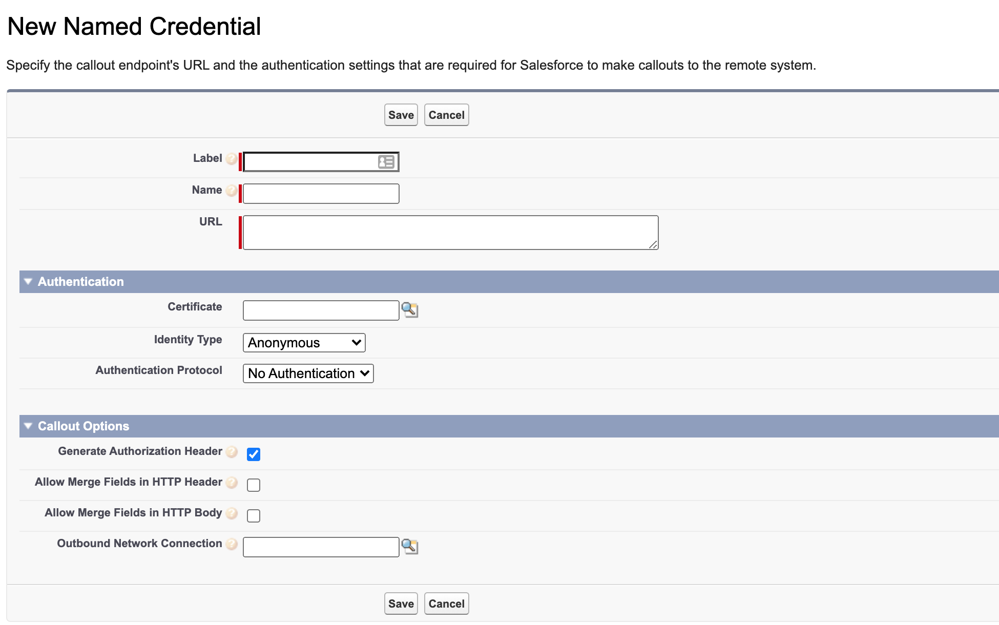 New Named Credential
Specify the callout endpoint's URL and the authentication settings that are required for Salesforce to make callouts to the remote system.
Save Cancel
Label ?
Name ?
URL
Authentication
Certificate
Identity Type Anonymous
Authentication Protocol No Authentication
Callout Options
Generate Authorization Header ?
Allow Merge Fields in HTTP Header ?
Allow Merge Fields in HTTP Body ?
Outbound Network Connection ?
Save Cancel